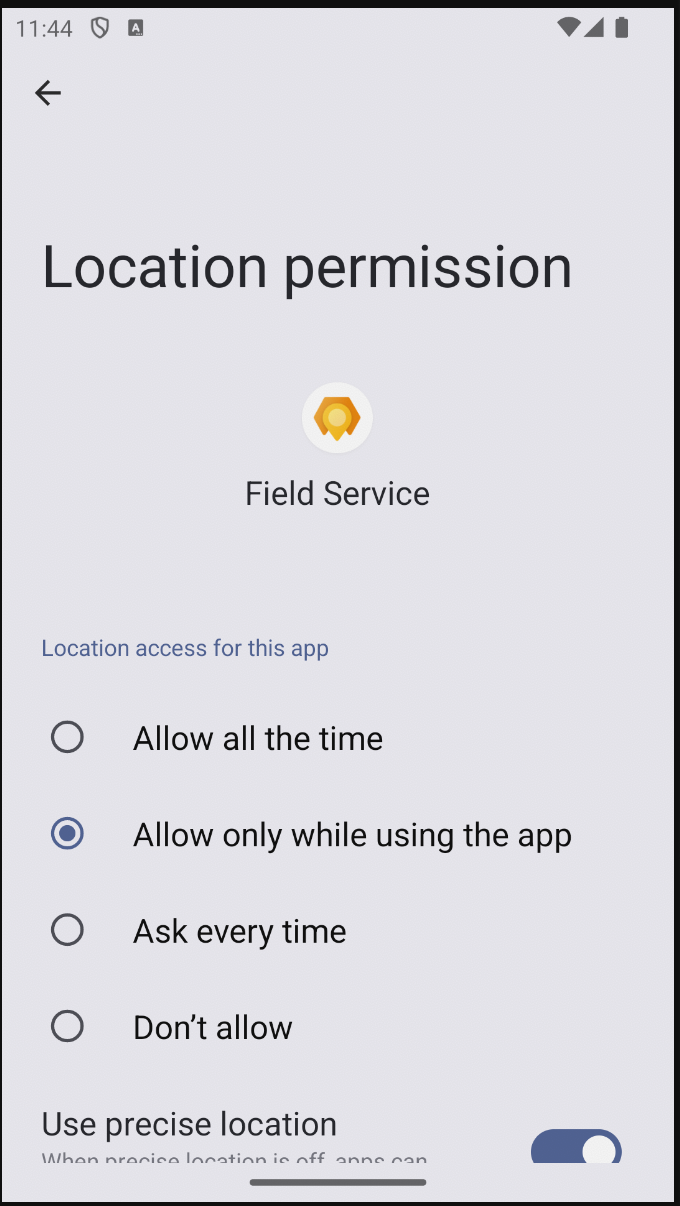 11:44
Location permission
Field Service
Location access for this app
Allow all the time
Allow only while using the app
Ask every time
Don’t allow
Use precise location
When precise location is off, apps can